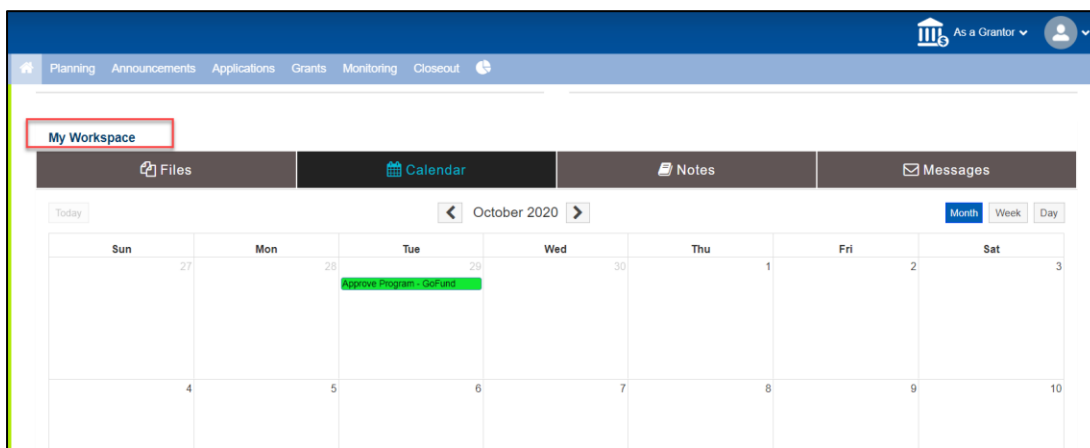 As a Grantor
Planning Announcements Applications Grants Monitoring Closeout
My Workspace
Files Calendar Notes Messages
Today October 2020 Month Week Day
Sun Mon Tue Wed Thu Fri Sat
27 28 29 30 1 2 3
Approve Program - GoFund
4 5 6 7 8 9 10